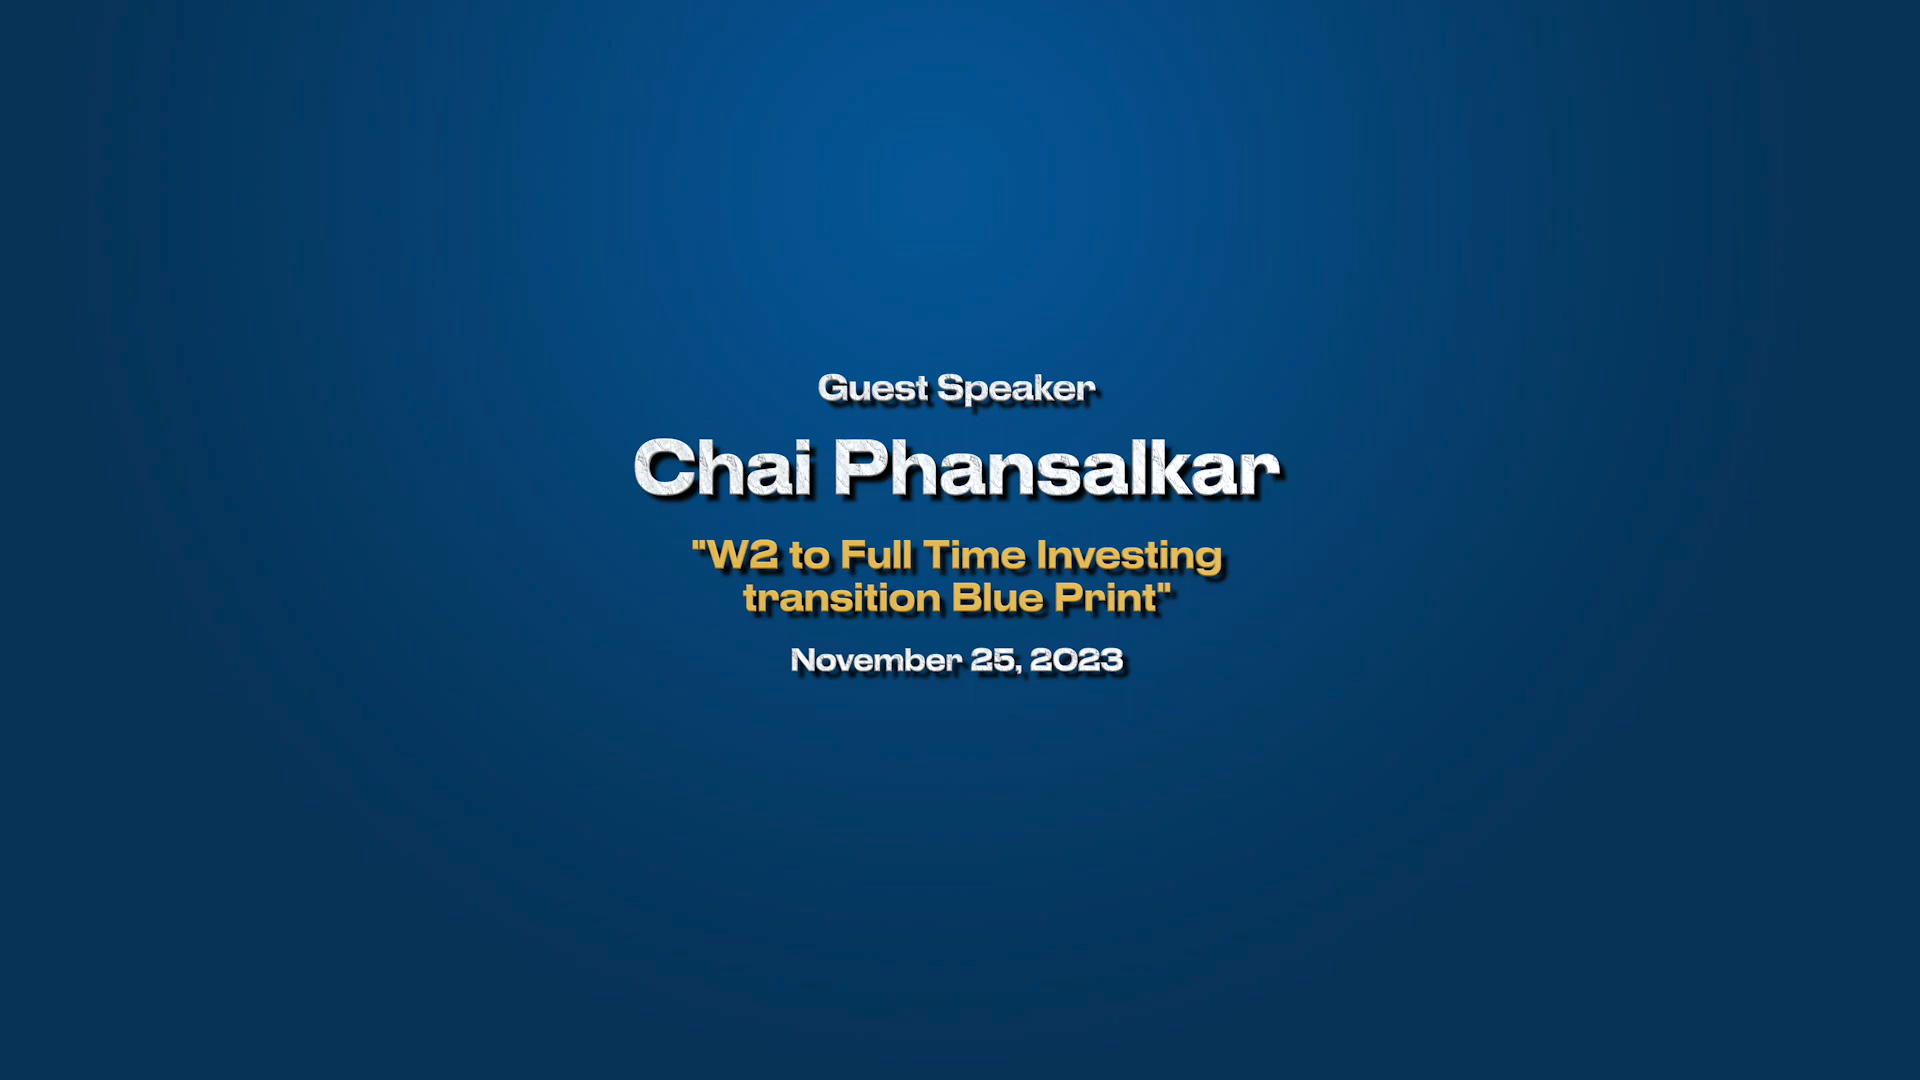 Guest Speaker
Chai Phansalkar
"W2 to Full Time Investing
transition Blue Print"
November 25, 2023